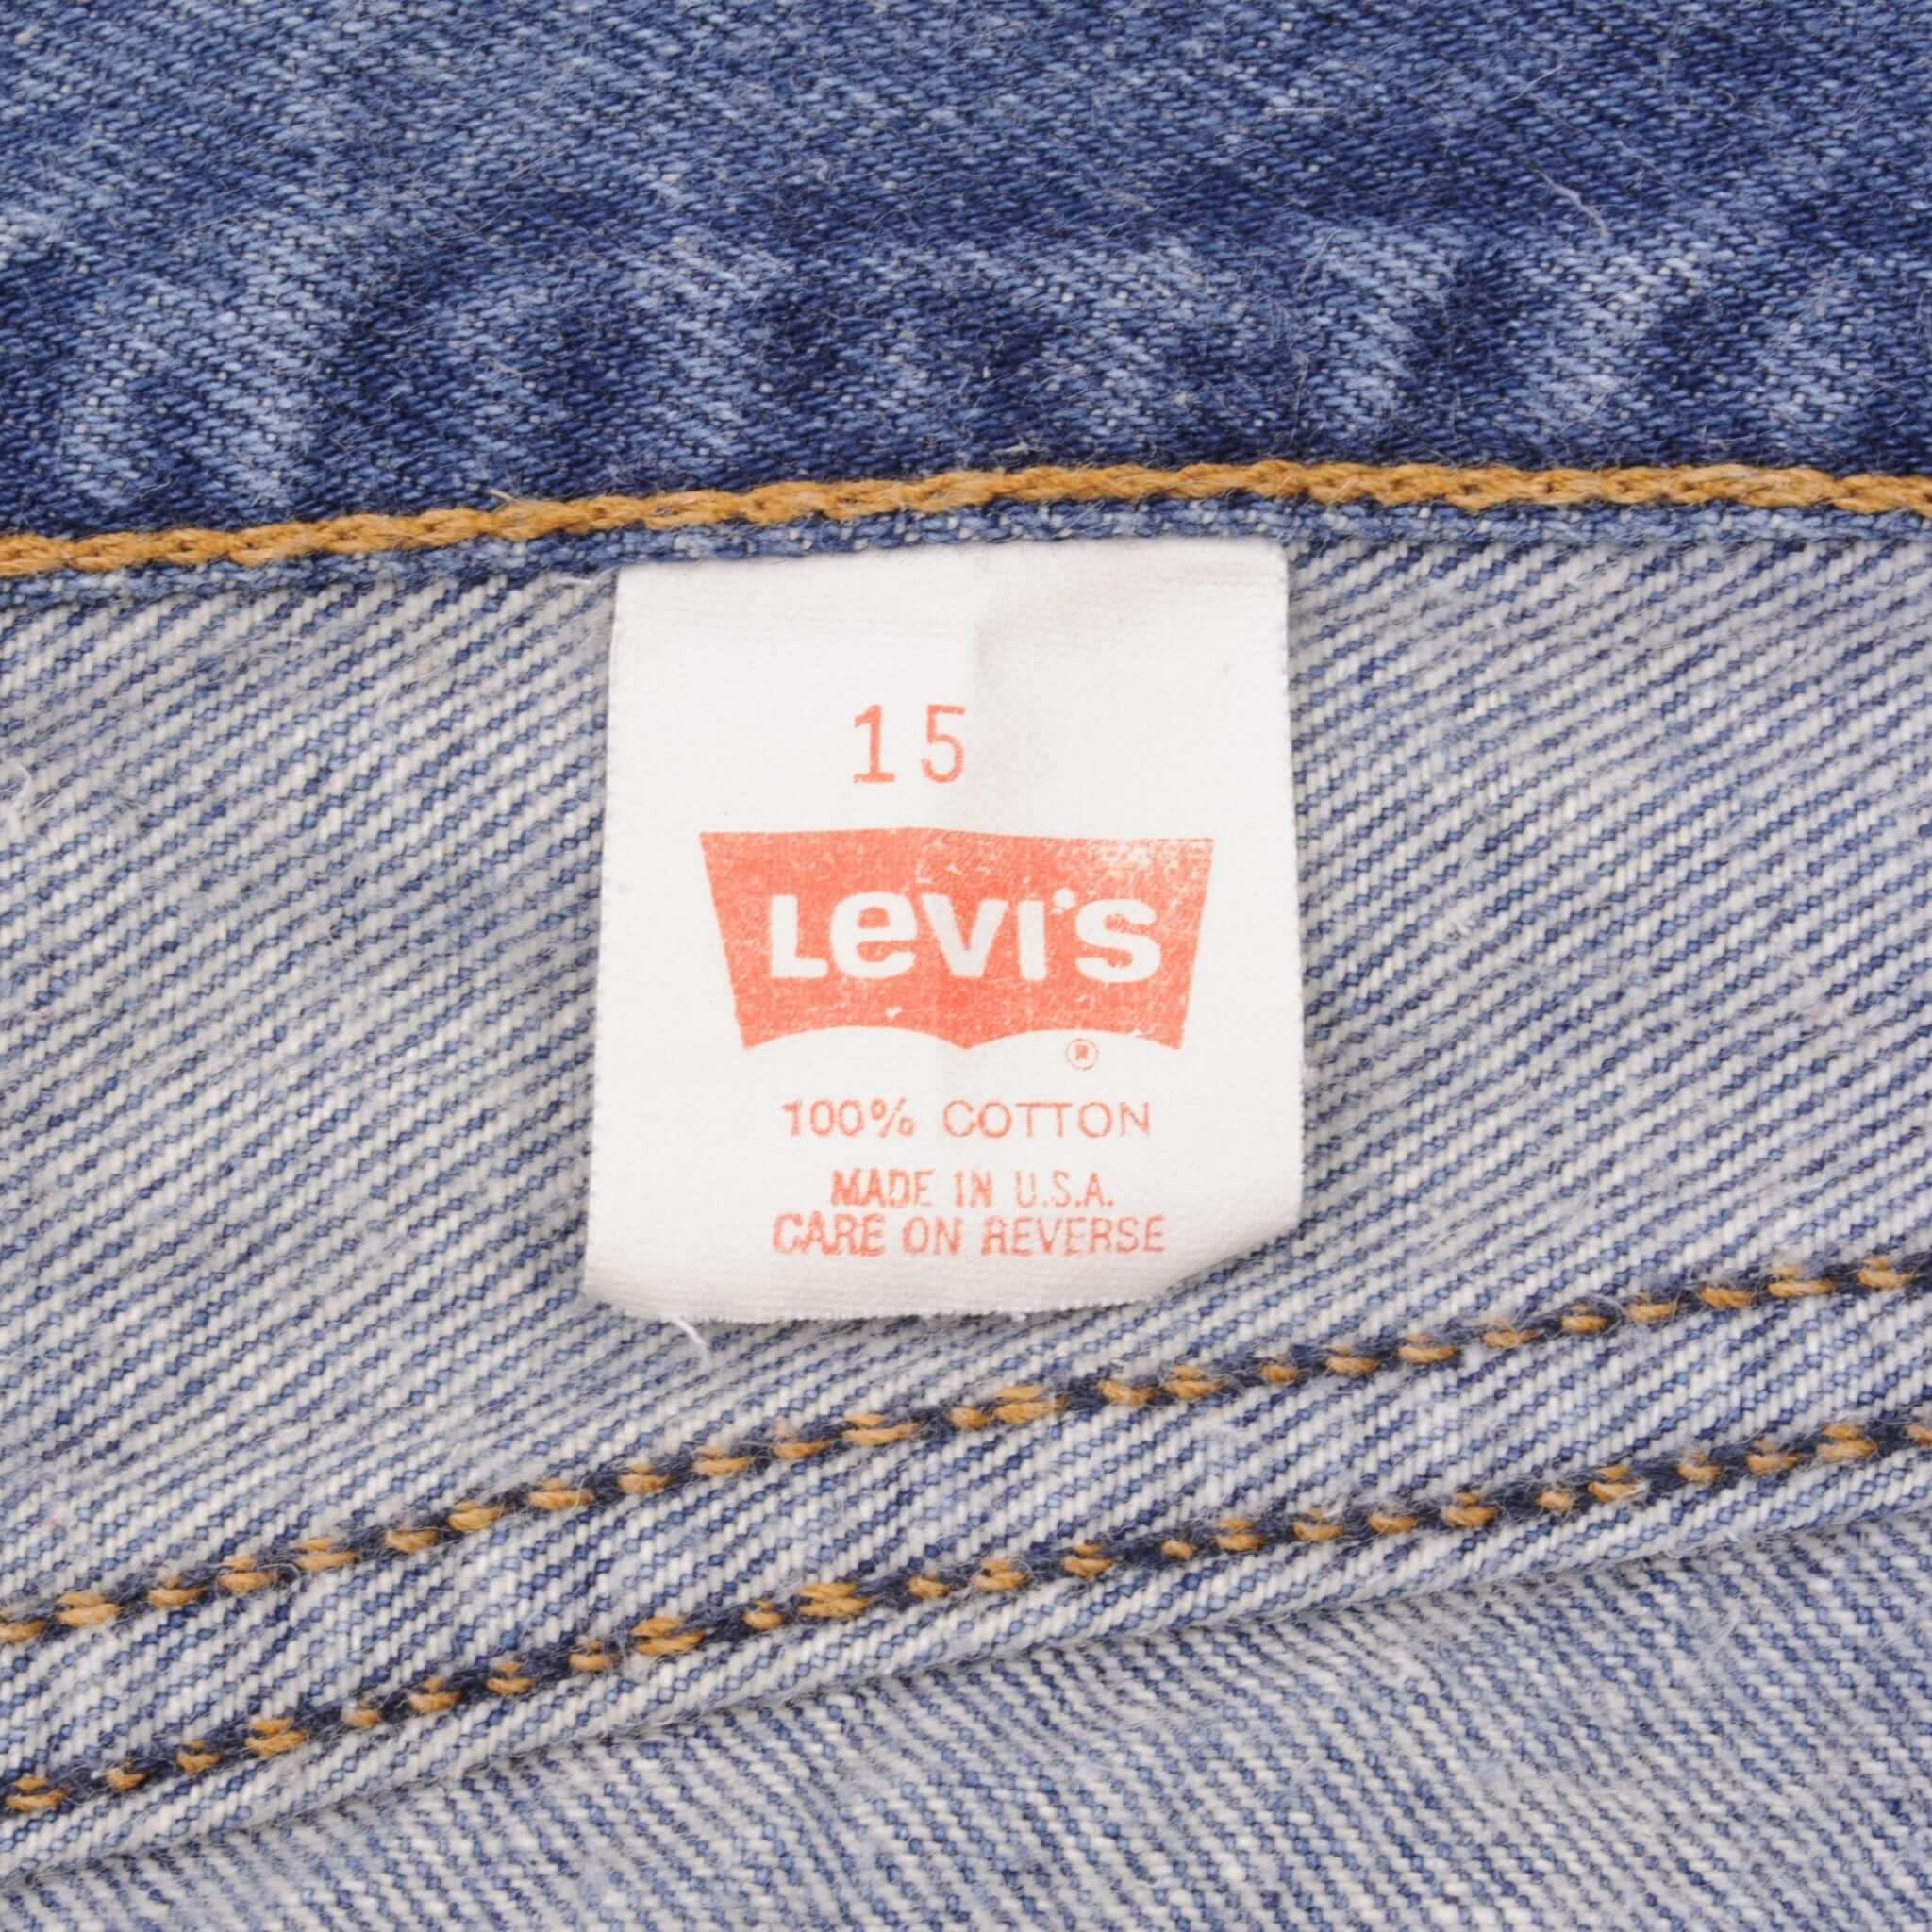 15
Levi's
®
100% COTTON
MADE IN U.S.A.
CARE ON REVERSE